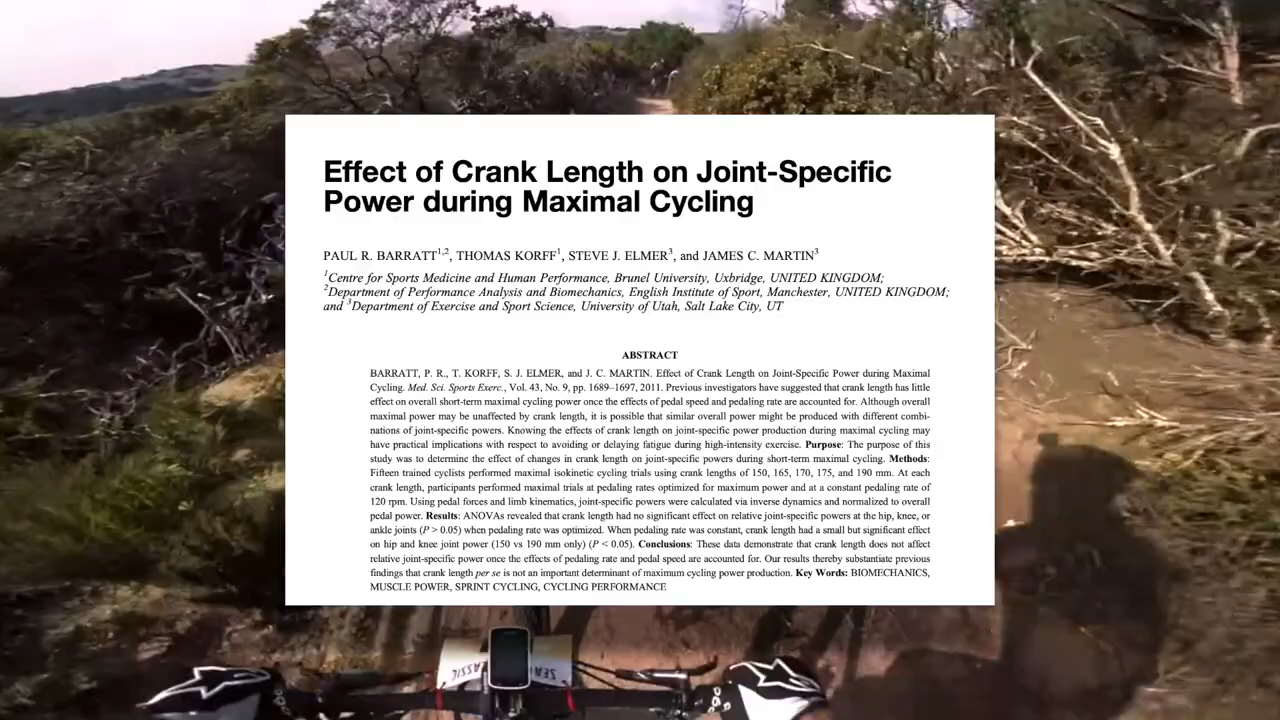 Effect of Crank Length on Joint-Specific
Power during Maximal Cycling
PAUL R. BARRATT1,2, THOMAS KORFF1, STEVE J. ELMER3, and JAMES C. MARTIN3
1Centre for Sports Medicine and Human Performance, Brunel University, Uxbridge, UNITED KINGDOM;
2Department of Performance Analysis and Biomechanics, English Institute of Sport, Manchester, UNITED KINGDOM;
and 3Department of Exercise and Sport Science, University of Utah, Salt Lake City, UT
ABSTRACT
BARRATT, P. R., T. KORFF, S. J. ELMER, and J. C. MARTIN. Effect of Crank Length on Joint-Specific Power during Maximal
Cycling. Med. Sci. Sports Exerc., Vol. 43, No. 9, pp. 1689–1697, 2011. Previous investigators have suggested that crank length has little
effect on overall short-term maximal cycling power once the effects of pedal speed and pedaling rate are accounted for. Although overall
maximal power may be unaffected by crank length, it is possible that similar overall power might be produced with different combi-
nations of joint-specific powers. Knowing the effects of crank length on joint-specific power production during maximal cycling may
have practical implications with respect to avoiding or delaying fatigue during high-intensity exercise. Purpose: The purpose of this
study was to determine the effect of changes in crank length on joint-specific powers during short-term maximal cycling. Methods:
Fifteen trained cyclists performed maximal isokinetic cycling trials using crank lengths of 150, 165, 170, 175, and 190 mm. At each
crank length, participants performed maximal trials at pedaling rates optimized for maximum power and at a constant pedaling rate of
120 rpm. Using pedal forces and limb kinematics, joint-specific powers were calculated via inverse dynamics and normalized to overall
pedal power. Results: ANOVAs revealed that crank length had no significant effect on relative joint-specific powers at the hip, knee, or
ankle joints (P > 0.05) when pedaling rate was optimized. When pedaling rate was constant, crank length had a small but significant effect
on hip and knee joint power (150 vs 190 mm only) (P < 0.05). Conclusions: These data demonstrate that crank length does not affect
relative joint-specific power once the effects of pedaling rate and pedal speed are accounted for. Our results thereby substantiate previous
findings that crank length per se is not an important determinant of maximum cycling power production. Key Words: BIOMECHANICS,
MUSCLE POWER, SPRINT CYCLING, CYCLING PERFORMANCE